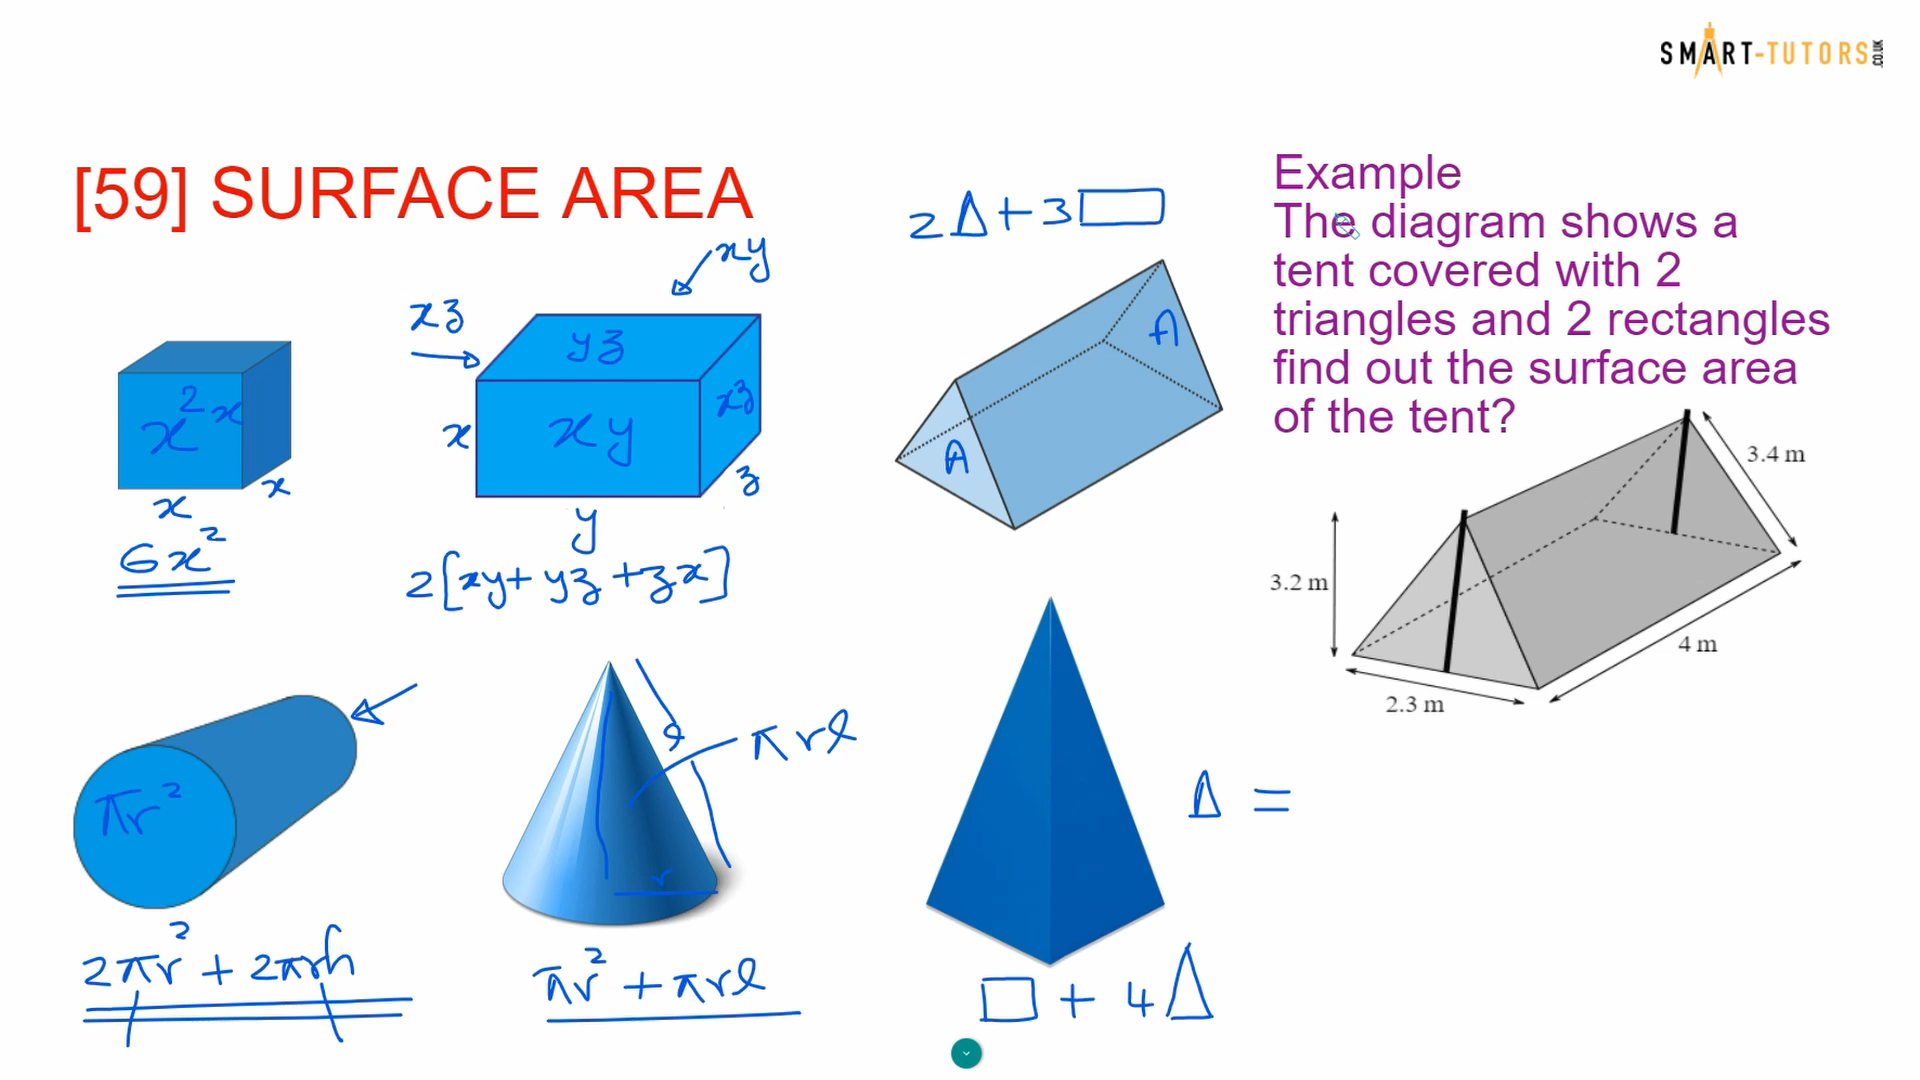 SMART-TUTORS.CO.UK
[59] SURFACE AREA
Example
The diagram shows a
tent covered with 2
triangles and 2 rectangles
find out the surface area
of the tent?
2Δ+3▭
xy
xz
yz
x² x
x
xy
xz
A
A
x x
z
y
6x²
2[xy+yz+zx]
3.4 m
3.2 m
4 m
2.3 m
πr²
l
πrl
r
Δ =
2πr² + 2πrh
πr² + πrl
□ + 4Δ